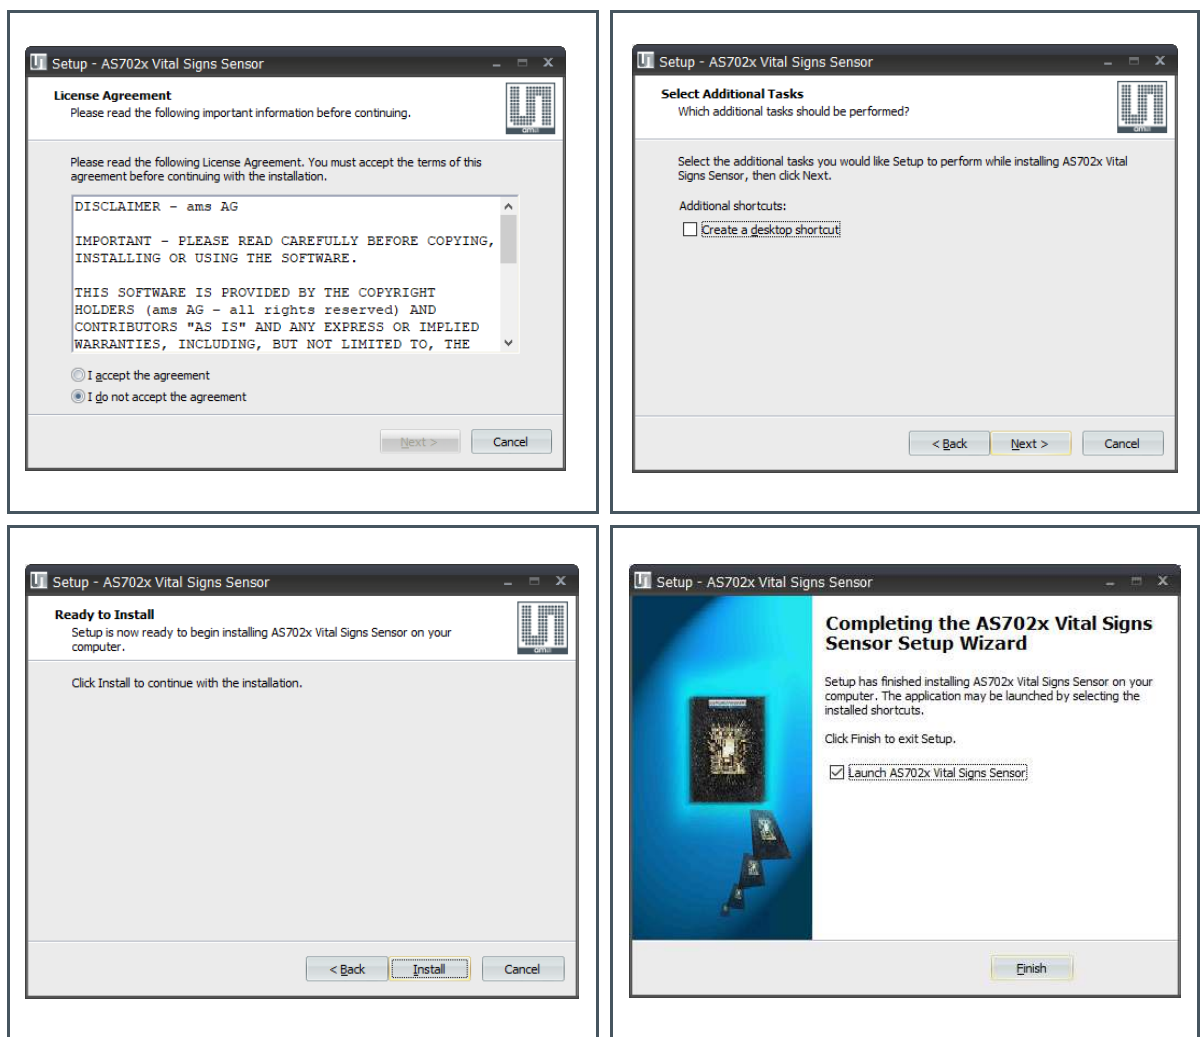 Setup - AS702x Vital Signs Sensor
License Agreement
Please read the following important information before continuing.
amu
Please read the following License Agreement. You must accept the terms of this
agreement before continuing with the installation.
DISCLAIMER - ams AG
IMPORTANT - PLEASE READ CAREFULLY BEFORE COPYING,
INSTALLING OR USING THE SOFTWARE.
THIS SOFTWARE IS PROVIDED BY THE COPYRIGHT
HOLDERS (ams AG - all rights reserved) AND
CONTRIBUTORS "AS IS" AND ANY EXPRESS OR IMPLIED
WARRANTIES, INCLUDING, BUT NOT LIMITED TO, THE
I accept the agreement
I do not accept the agreement
Next >
Cancel
Setup - AS702x Vital Signs Sensor
Select Additional Tasks
Which additional tasks should be performed?
Select the additional tasks you would like Setup to perform while installing AS702x Vital
Signs Sensor, then click Next.
Additional shortcuts:
Create a desktop shortcut
< Back
Next >
Cancel
Setup - AS702x Vital Signs Sensor
Ready to Install
Setup is now ready to begin installing AS702x Vital Signs Sensor on your
computer.
Click Install to continue with the installation.
< Back
Install
Cancel
Setup - AS702x Vital Signs Sensor
Completing the AS702x Vital Signs
Sensor Setup Wizard
Setup has finished installing AS702x Vital Signs Sensor on your
computer. The application may be launched by selecting the
installed shortcuts.
Click Finish to exit Setup.
Launch AS702x Vital Signs Sensor
Finish